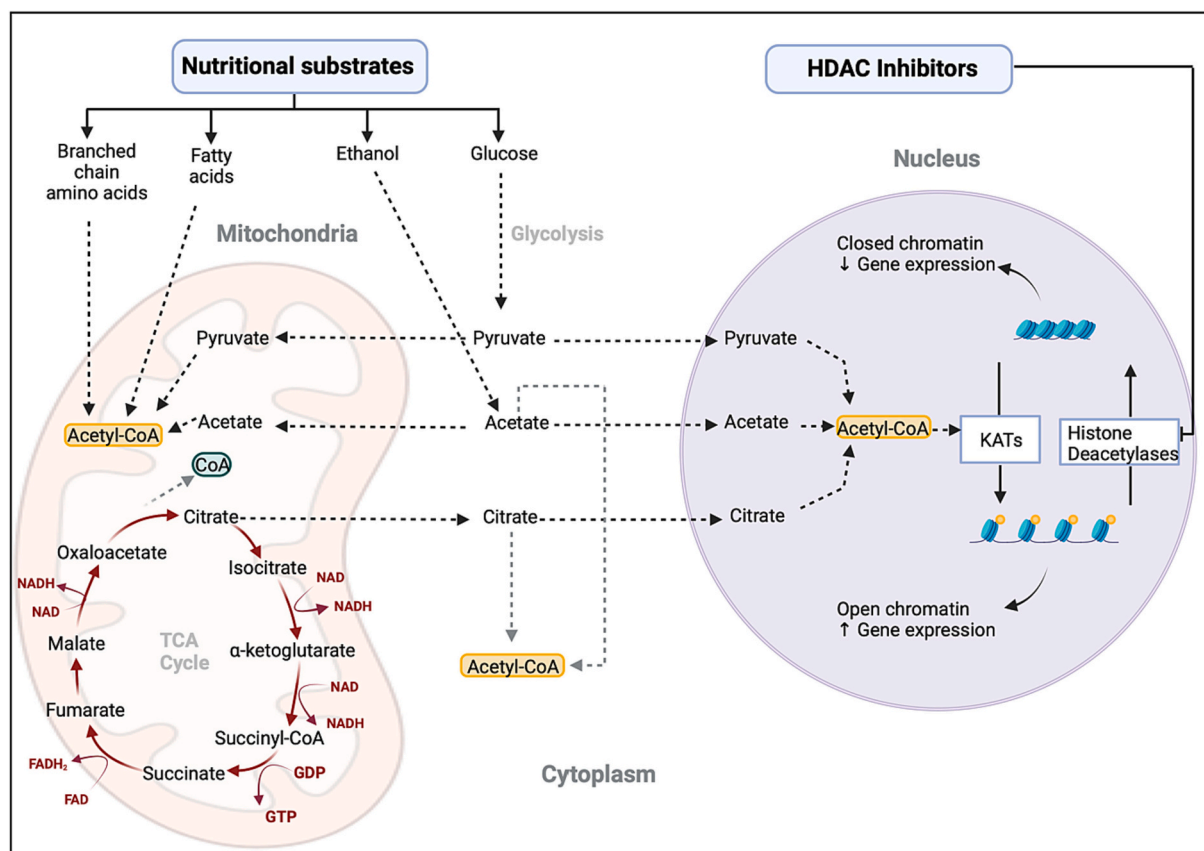 Nutritional substrates
HDAC Inhibitors
Branched
chain
amino acids
Fatty
acids
Ethanol
Glucose
Nucleus
Mitochondria
Glycolysis
Closed chromatin
↓ Gene expression
Pyruvate
Pyruvate
Pyruvate
Acetyl-CoA
Acetate
Acetate
Acetate
Acetyl-CoA
KATs
Histone
Deacetylases
CoA
Citrate
Citrate
Citrate
Oxaloacetate
Isocitrate
NAD
NADH
NADH
NAD
Malate
TCA
Cycle
α-ketoglutarate
Open chromatin
↑ Gene expression
Acetyl-CoA
NAD
NADH
Fumarate
Succinyl-CoA
FADH₂
FAD
Succinate
GDP
GTP
Cytoplasm